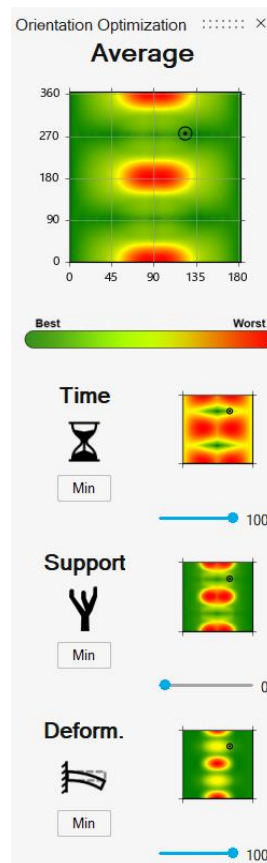 Orientation Optimization
×
Average
360
270
180
90
0
0 45 90 135 180
Best Worst
Time
Min
100
Support
Min
0
Deform.
Min
100